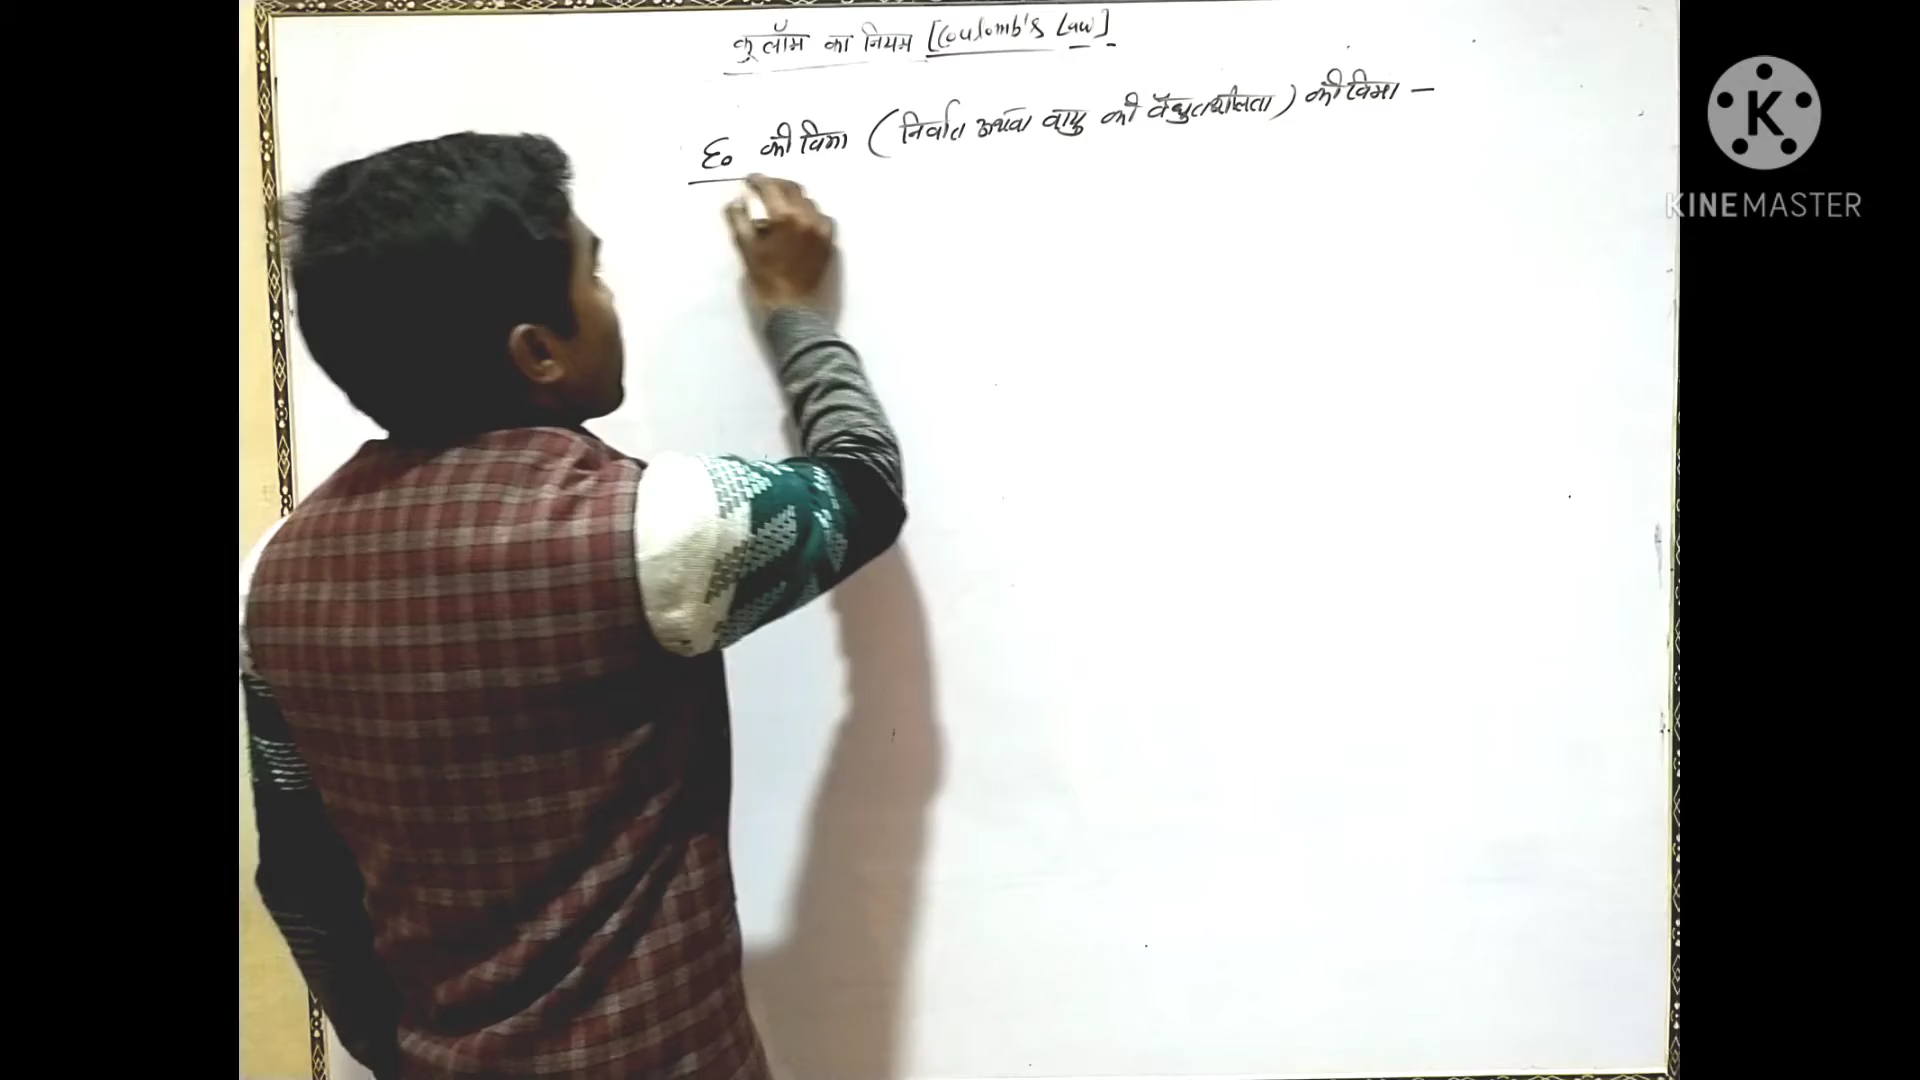 कूलॉम का नियम [Coulomb's Law]
ε₀ की विमा (निर्वात अथवा वायु की वैद्युतशीलता) की विमा —
K
KINEMASTER